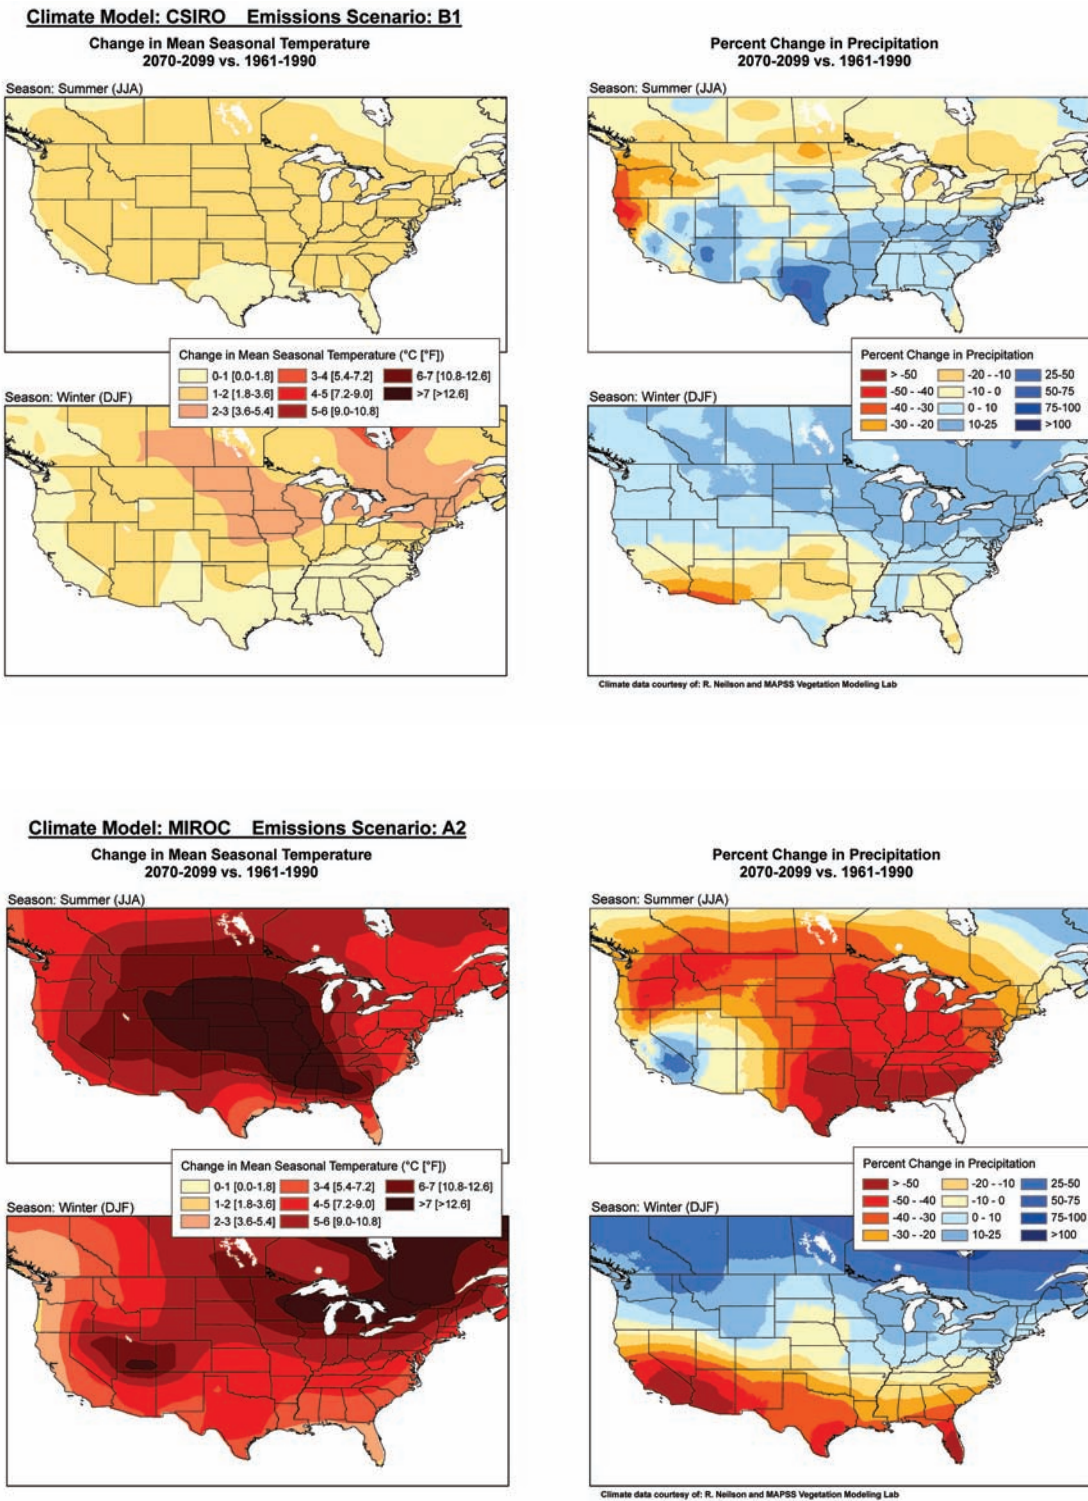 Climate Model: CSIRO Emissions Scenario: B1
Change in Mean Seasonal Temperature
2070-2099 vs. 1961-1990
Percent Change in Precipitation
2070-2099 vs. 1961-1990
Season: Summer (JJA)
Season: Summer (JJA)
Change in Mean Seasonal Temperature (°C [°F])
0-1 [0.0-1.8]
3-4 [5.4-7.2]
6-7 [10.8-12.6]
1-2 [1.8-3.6]
4-5 [7.2-9.0]
>7 [>12.6]
2-3 [3.6-5.4]
5-6 [9.0-10.8]
Percent Change in Precipitation
> -50
-20 - -10
25-50
-50 - -40
-10 - 0
50-75
-40 - -30
0 - 10
75-100
-30 - -20
10-25
>100
Season: Winter (DJF)
Season: Winter (DJF)
Climate data courtesy of: R. Neilson and MAPSS Vegetation Modeling Lab
Climate Model: MIROC Emissions Scenario: A2
Change in Mean Seasonal Temperature
2070-2099 vs. 1961-1990
Percent Change in Precipitation
2070-2099 vs. 1961-1990
Season: Summer (JJA)
Season: Summer (JJA)
Change in Mean Seasonal Temperature (°C [°F])
0-1 [0.0-1.8]
3-4 [5.4-7.2]
6-7 [10.8-12.6]
1-2 [1.8-3.6]
4-5 [7.2-9.0]
>7 [>12.6]
2-3 [3.6-5.4]
5-6 [9.0-10.8]
Percent Change in Precipitation
> -50
-20 - -10
25-50
-50 - -40
-10 - 0
50-75
-40 - -30
0 - 10
75-100
-30 - -20
10-25
>100
Season: Winter (DJF)
Season: Winter (DJF)
Climate data courtesy of: R. Neilson and MAPSS Vegetation Modeling Lab